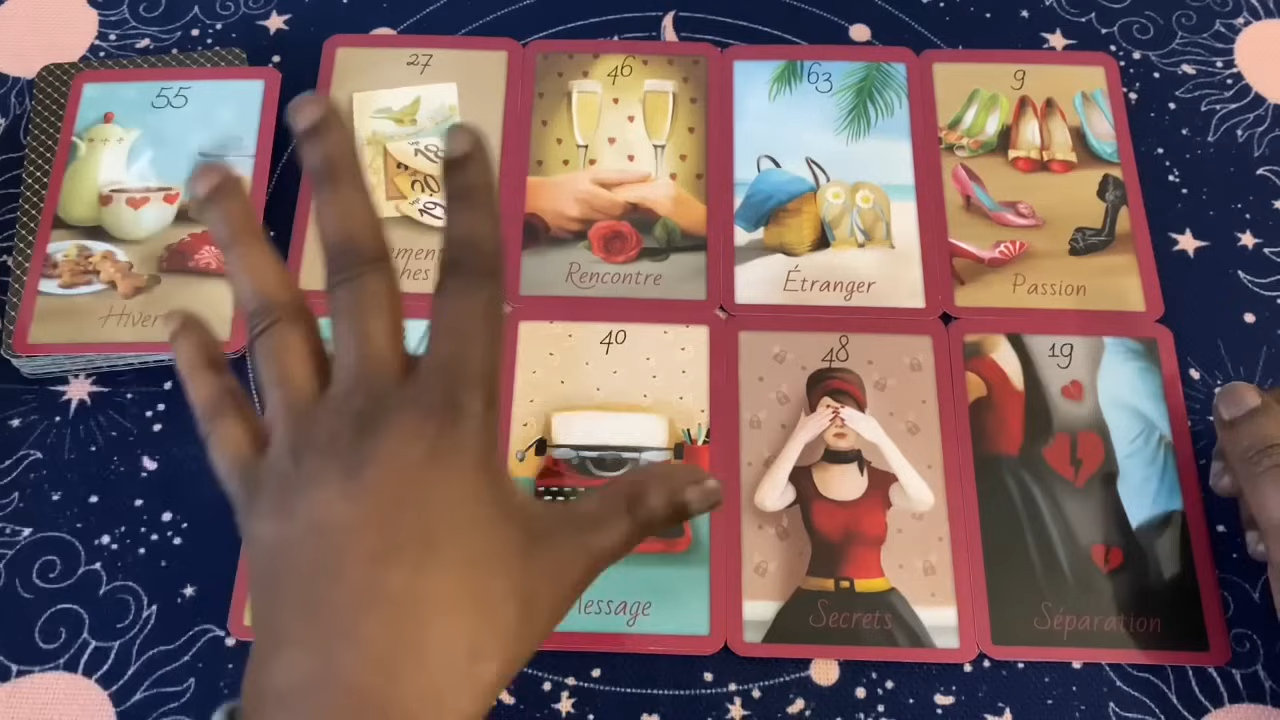 55
Hiver
27
46
Rencontre
63
Étranger
9
Passion
40
48
Secrets
19
Séparation